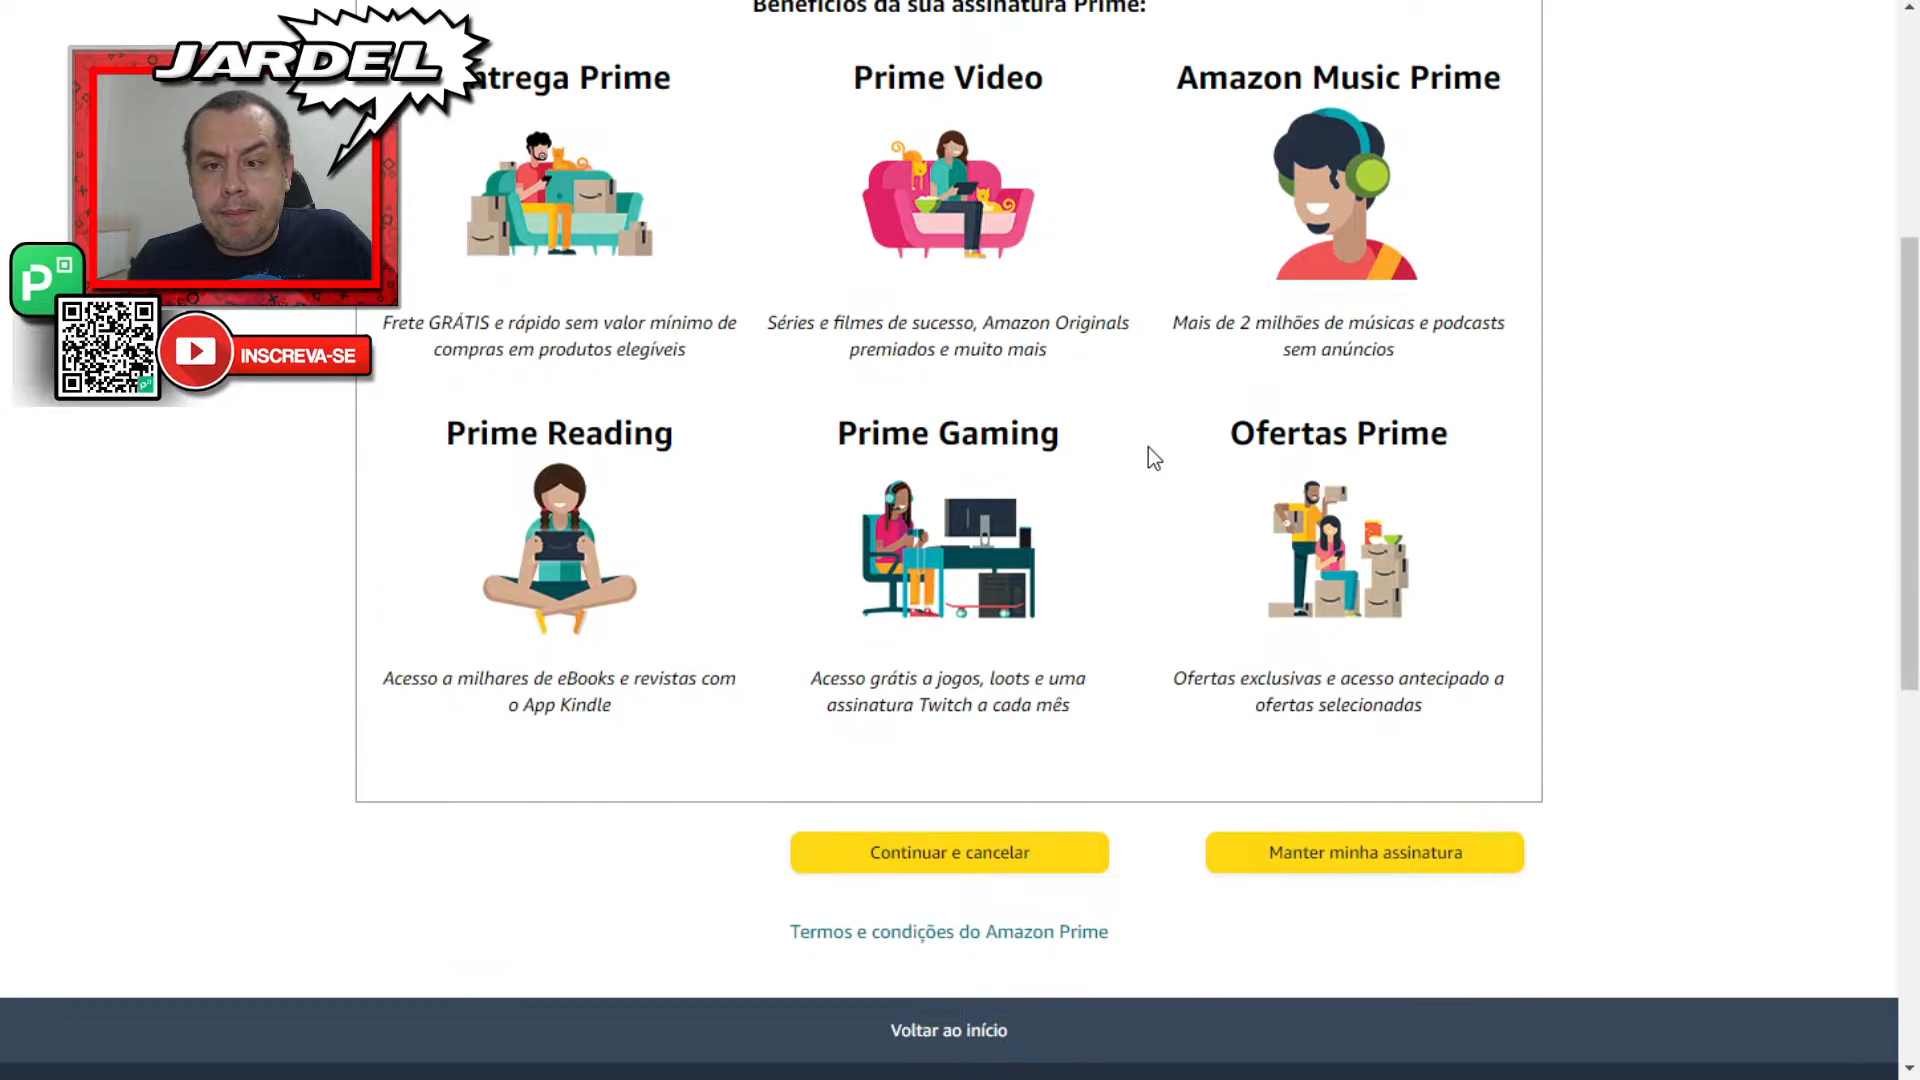 Benefícios da sua assinatura Prime:
JARDEL
ntrega Prime
Prime Video
Amazon Music Prime
Frete GRÁTIS e rápido sem valor mínimo de
compras em produtos elegíveis
Séries e filmes de sucesso, Amazon Originals
premiados e muito mais
Mais de 2 milhões de músicas e podcasts
sem anúncios
P
INSCREVA-SE
Prime Reading
Prime Gaming
Ofertas Prime
Acesso a milhares de eBooks e revistas com
o App Kindle
Acesso grátis a jogos, loots e uma
assinatura Twitch a cada mês
Ofertas exclusivas e acesso antecipado a
ofertas selecionadas
Continuar e cancelar
Manter minha assinatura
Termos e condições do Amazon Prime
Voltar ao início